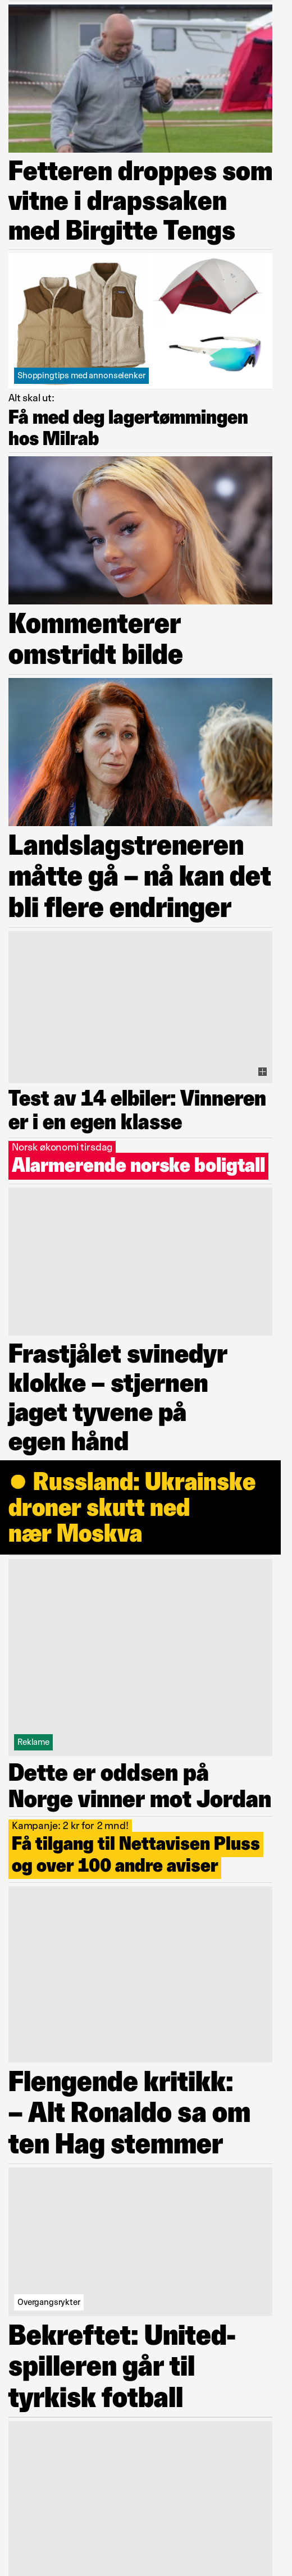 Fetteren droppes som
vitne i drapssaken
med Birgitte Tengs
Shoppingtips med annonselenker
Alt skal ut:
Få med deg lagertømmingen
hos Milrab
Kommenterer
omstridt bilde
Landslagstreneren
måtte gå – nå kan det
bli flere endringer
Test av 14 elbiler: Vinneren
er i en egen klasse
Norsk økonomi tirsdag
Alarmerende norske boligtall
Frastjålet svinedyr
klokke – stjernen
jaget tyvene på
egen hånd
● Russland: Ukrainske
droner skutt ned
nær Moskva
Reklame
Dette er oddsen på
Norge vinner mot Jordan
Kampanje: 2 kr for 2 mnd!
Få tilgang til Nettavisen Pluss
og over 100 andre aviser
Flengende kritikk:
– Alt Ronaldo sa om
ten Hag stemmer
Overgangsrykter
Bekreftet: United-
spilleren går til
tyrkisk fotball